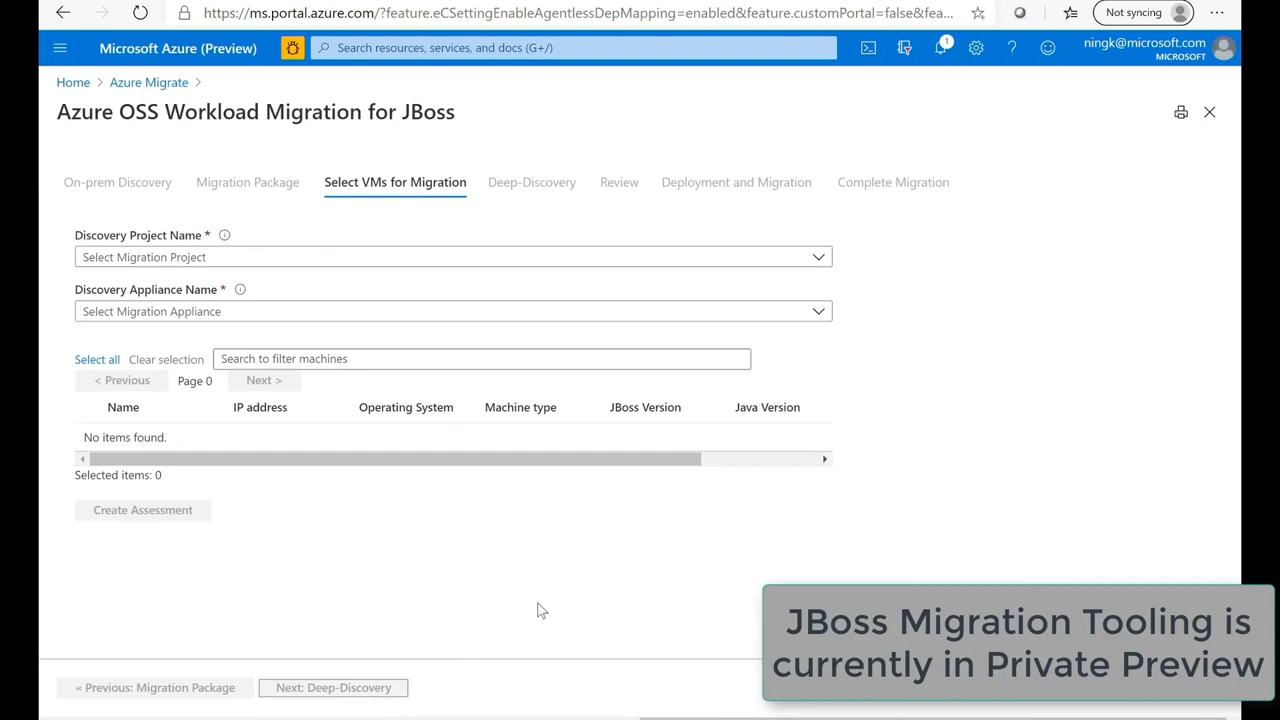 https://ms.portal.azure.com/?feature.eCSettingEnableAgentlessDepMapping=enabled&feature.customPortal=false&fea...
Not syncing
Microsoft Azure (Preview)
Search resources, services, and docs (G+/)
1
ningk@microsoft.com
MICROSOFT
Home > Azure Migrate >
Azure OSS Workload Migration for JBoss
On-prem Discovery Migration Package Select VMs for Migration Deep-Discovery Review Deployment and Migration Complete Migration
Discovery Project Name *
Select Migration Project
Discovery Appliance Name *
Select Migration Appliance
Select all Clear selection Search to filter machines
< Previous Page 0 Next >
Name IP address Operating System Machine type JBoss Version Java Version
No items found.
Selected items: 0
Create Assessment
JBoss Migration Tooling is
currently in Private Preview
« Previous: Migration Package Next: Deep-Discovery